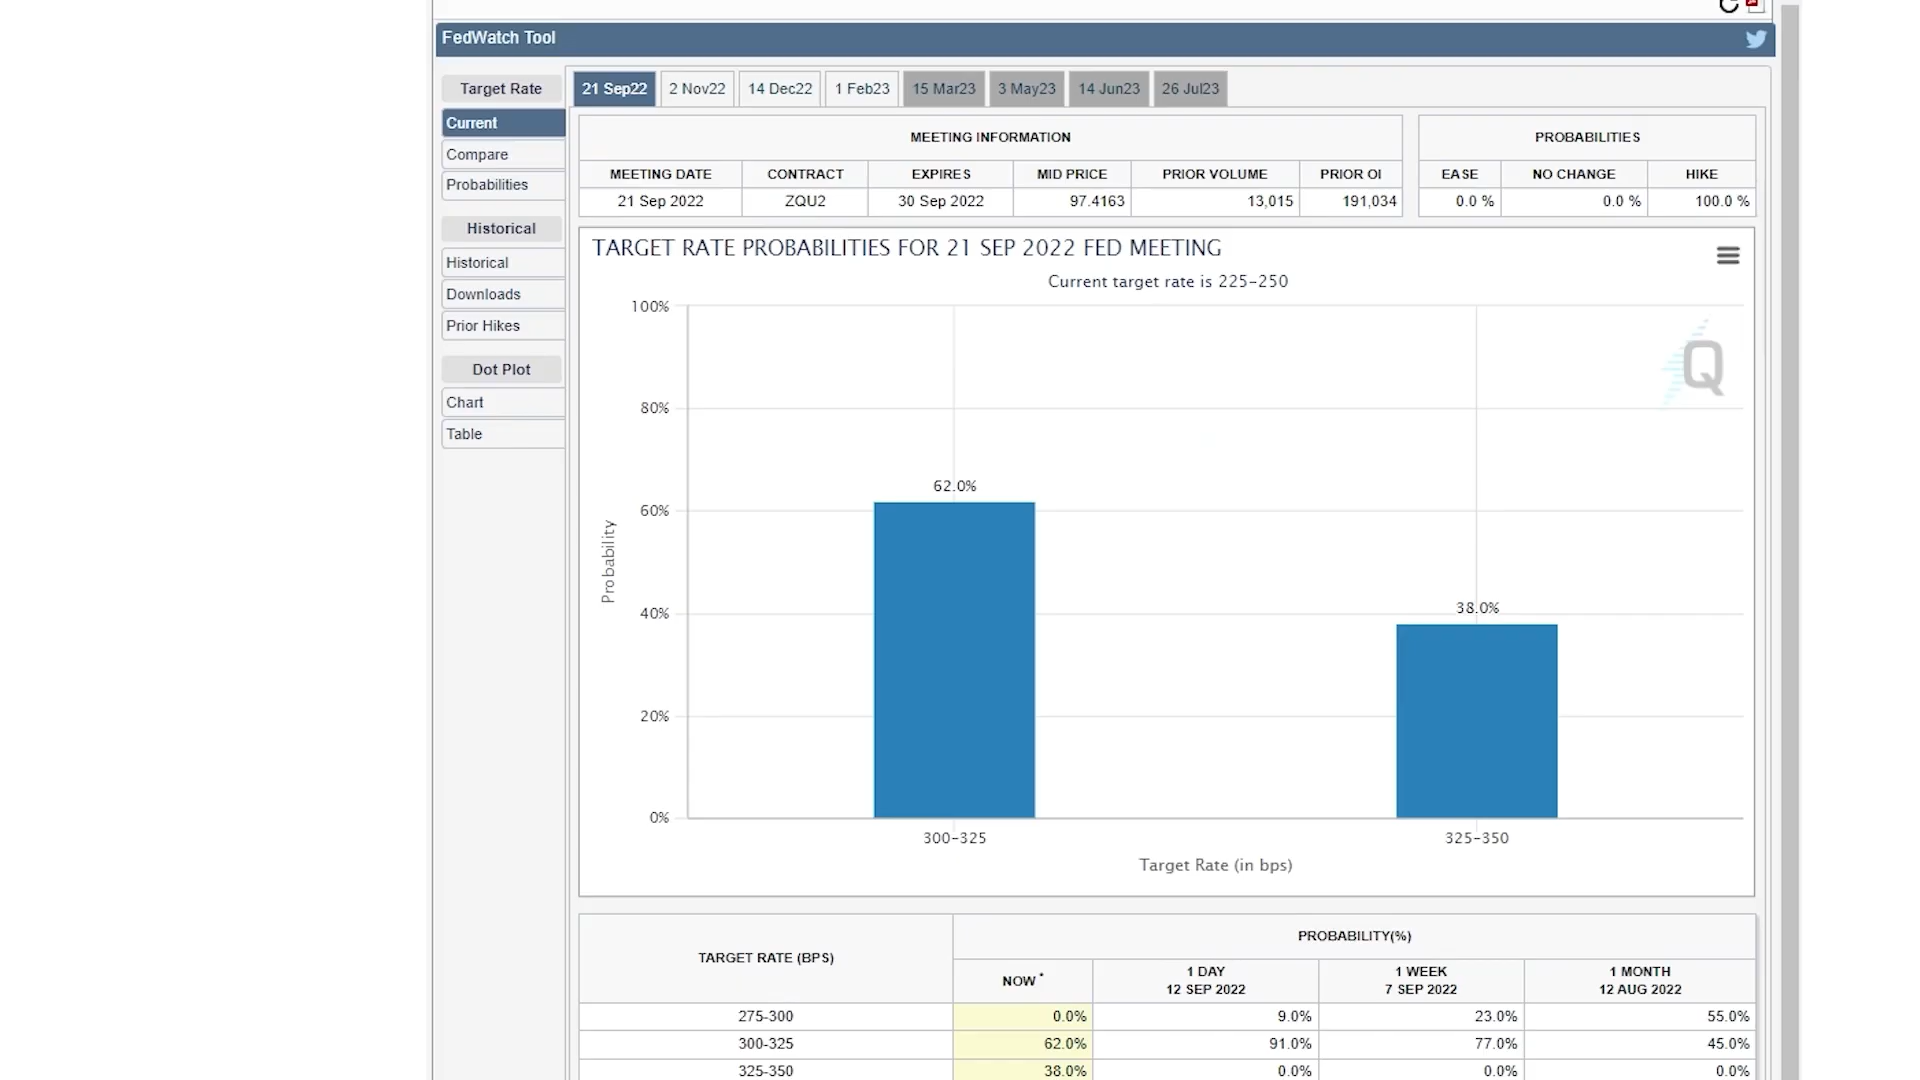 FedWatch Tool
Target Rate
Current
Compare
Probabilities
Historical
Historical
Downloads
Prior Hikes
Dot Plot
Chart
Table
21 Sep22 2 Nov22 14 Dec22 1 Feb23 15 Mar23 3 May23 14 Jun23 26 Jul23
MEETING INFORMATION
MEETING DATE CONTRACT EXPIRES MID PRICE PRIOR VOLUME PRIOR OI
21 Sep 2022 ZQU2 30 Sep 2022 97.4163 13,015 191,034
PROBABILITIES
EASE NO CHANGE HIKE
0.0 % 0.0 % 100.0 %
TARGET RATE PROBABILITIES FOR 21 SEP 2022 FED MEETING
Current target rate is 225-250
100%
80%
60%
40%
20%
0%
Probability
62.0%
38.0%
300-325 325-350
Target Rate (in bps)
Q
TARGET RATE (BPS) PROBABILITY(%)
NOW * 1 DAY 12 SEP 2022 1 WEEK 7 SEP 2022 1 MONTH 12 AUG 2022
275-300 0.0% 9.0% 23.0% 55.0%
300-325 62.0% 91.0% 77.0% 45.0%
325-350 38.0% 0.0% 0.0% 0.0%